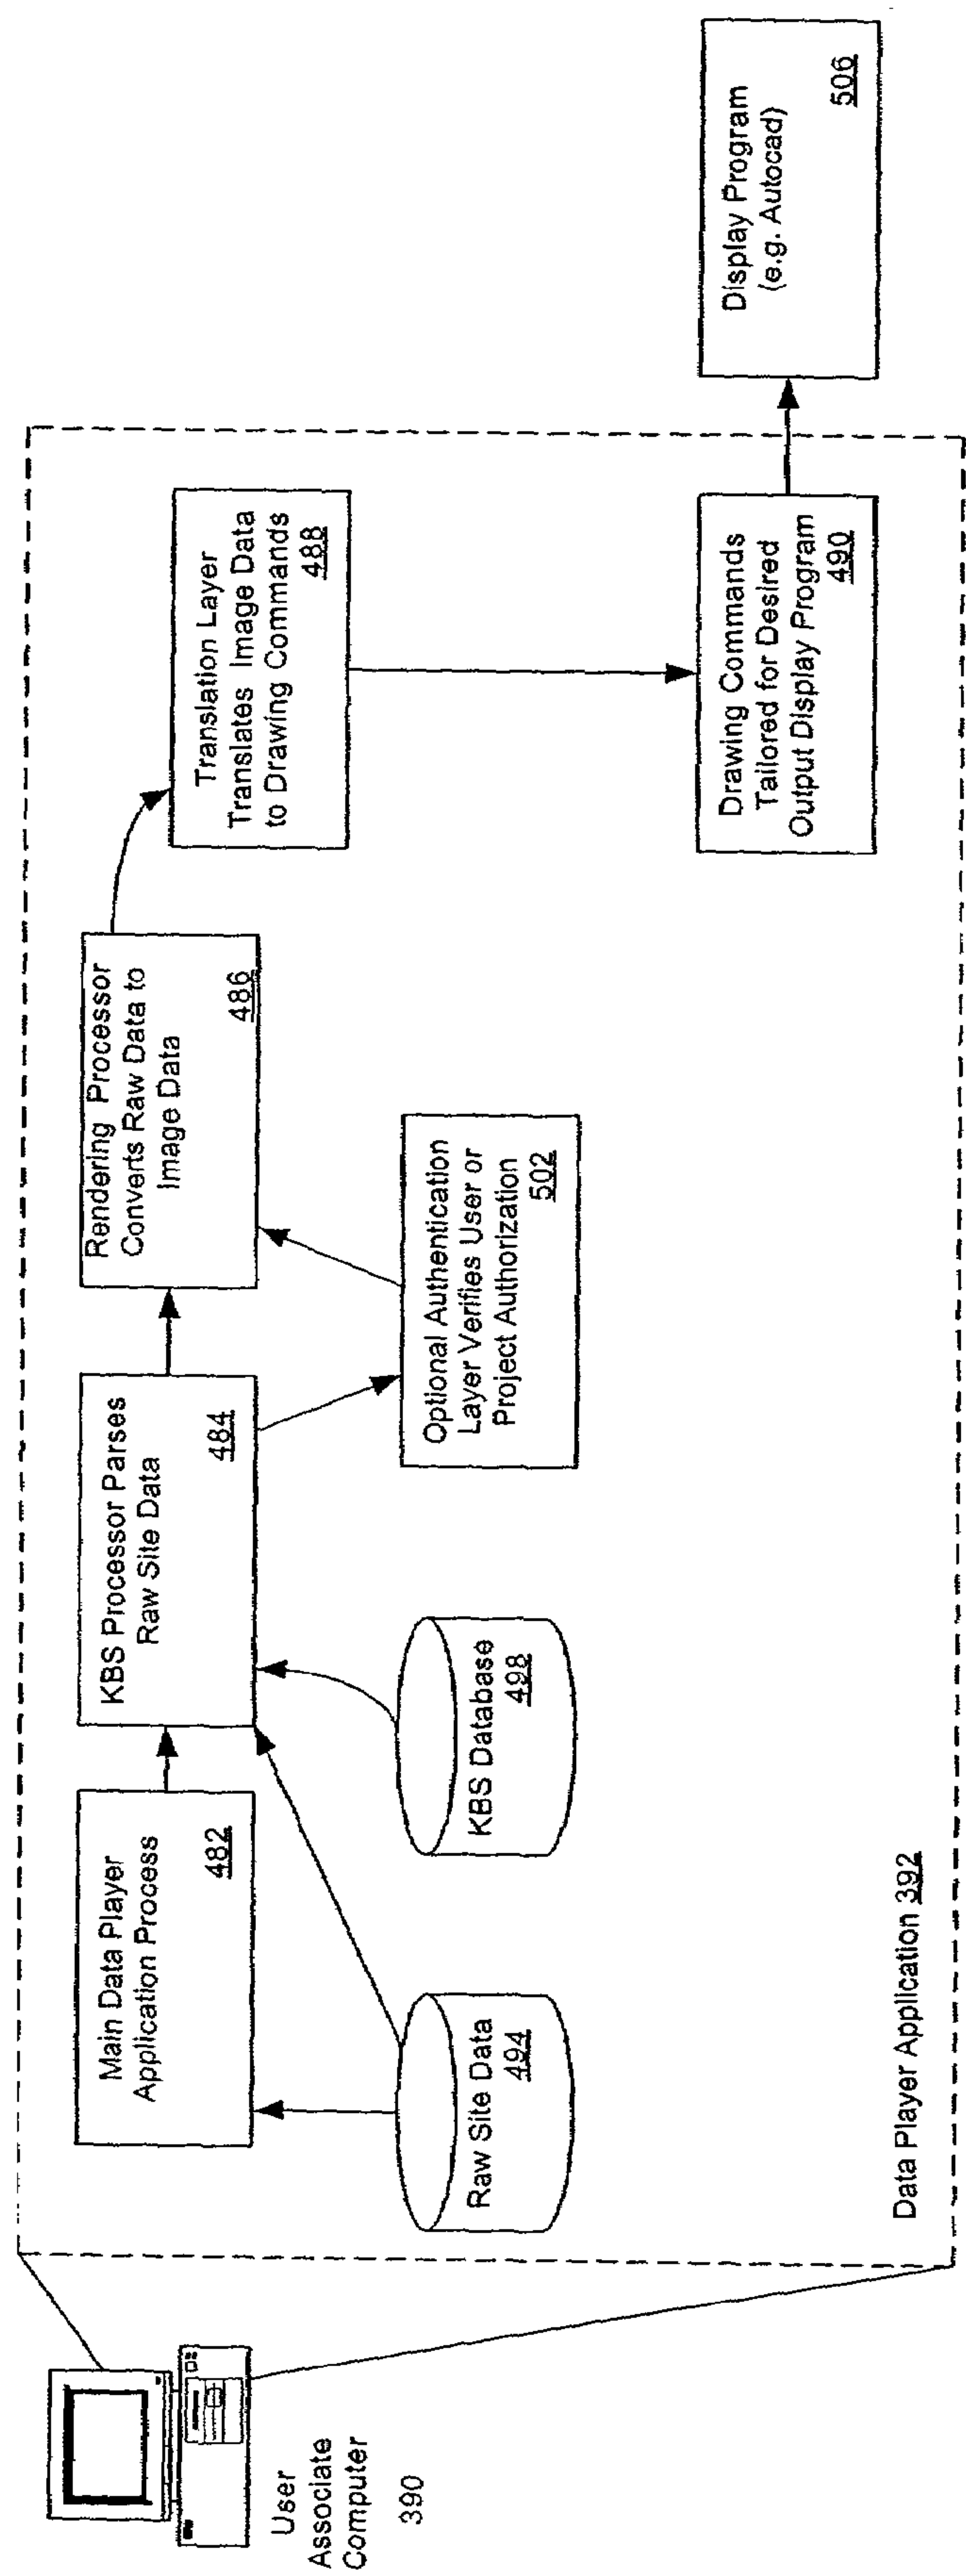 User
Associate
Computer
390
Main Data Player
Application Process
482
KBS Processor Parses
Raw Site Data
484
Rendering Processor
Converts Raw Data to
Image Data
486
Translation Layer
Translates Image Data
to Drawing Commands
488
Raw Site Data
494
KBS Database
498
Optional Authentication
Layer Verifies User or
Project Authorization
502
Drawing Commands
Tailored for Desired
Output Display Program
490
Display Program
(e.g. Autocad)
506
Data Player Application 392